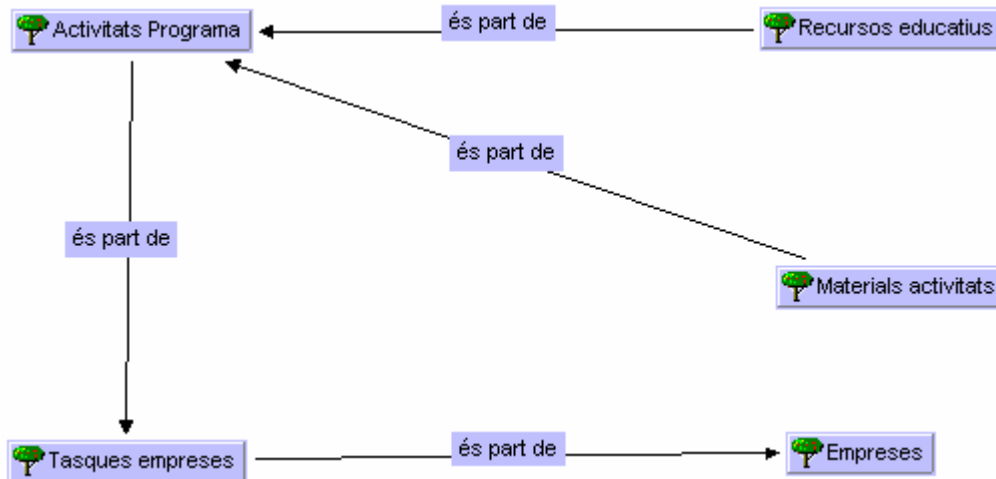 Activitats Programa
és part de
Recursos educatius
és part de
és part de
Materials activitats
Tasques empreses
és part de
Empreses